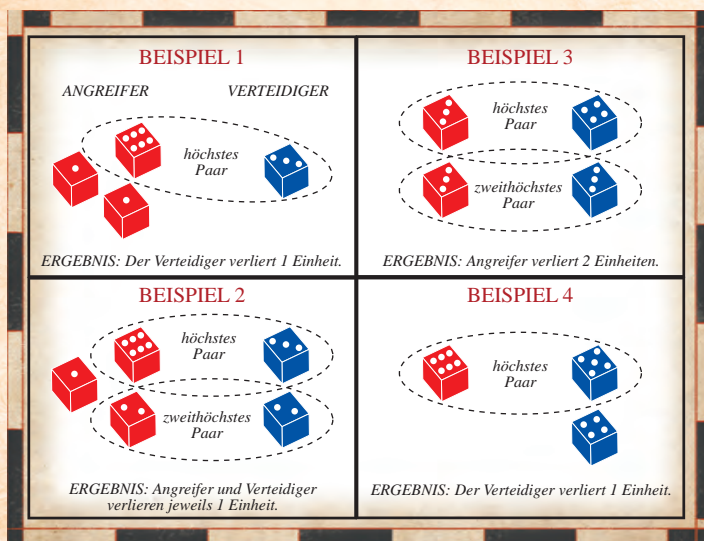 BEISPIEL 1
ANGREIFER
VERTEIDIGER
höchstes
Paar
ERGEBNIS: Der Verteidiger verliert 1 Einheit.
BEISPIEL 2
höchstes
Paar
zweithöchstes
Paar
ERGEBNIS: Angreifer und Verteidiger
verlieren jeweils 1 Einheit.
BEISPIEL 3
höchstes
Paar
zweithöchstes
Paar
ERGEBNIS: Angreifer verliert 2 Einheiten.
BEISPIEL 4
höchstes
Paar
ERGEBNIS: Der Verteidiger verliert 1 Einheit.